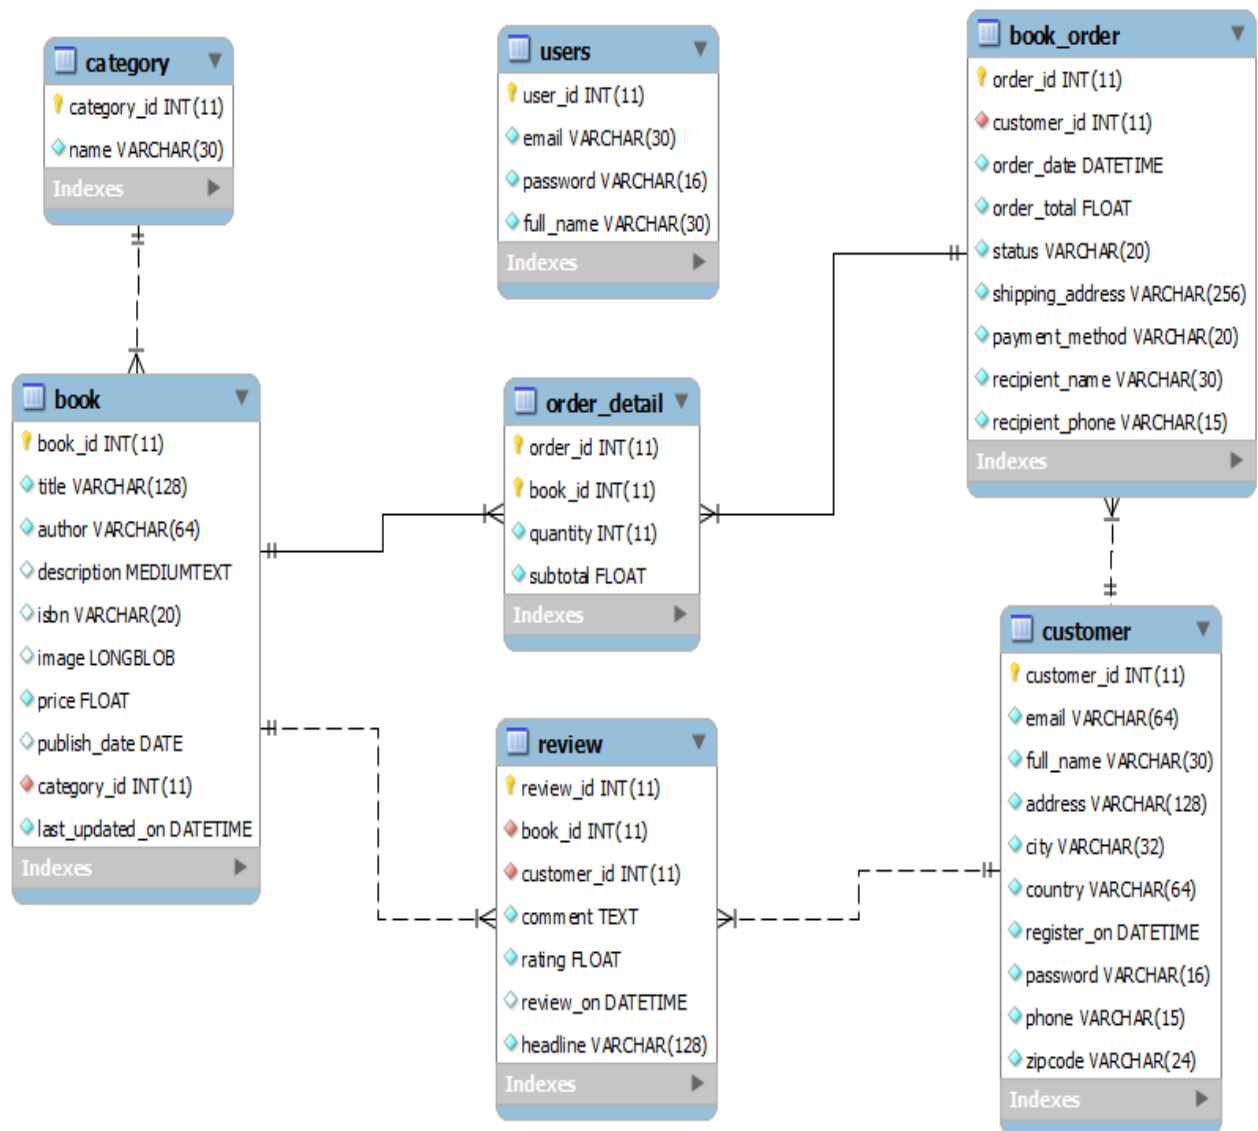 category
category_id INT(11)
name VARCHAR(30)
Indexes
users
user_id INT(11)
email VARCHAR(30)
password VARCHAR(16)
full_name VARCHAR(30)
Indexes
book_order
order_id INT(11)
customer_id INT(11)
order_date DATETIME
order_total FLOAT
status VARCHAR(20)
shipping_address VARCHAR(256)
payment_method VARCHAR(20)
recipient_name VARCHAR(30)
recipient_phone VARCHAR(15)
Indexes
book
book_id INT(11)
title VARCHAR(128)
author VARCHAR(64)
description MEDIUMTEXT
isbn VARCHAR(20)
image LONGBLOB
price FLOAT
publish_date DATE
category_id INT(11)
last_updated_on DATETIME
Indexes
order_detail
order_id INT(11)
book_id INT(11)
quantity INT(11)
subtotal FLOAT
Indexes
review
review_id INT(11)
book_id INT(11)
customer_id INT(11)
comment TEXT
rating FLOAT
review_on DATETIME
headline VARCHAR(128)
Indexes
customer
customer_id INT(11)
email VARCHAR(64)
full_name VARCHAR(30)
address VARCHAR(128)
city VARCHAR(32)
country VARCHAR(64)
register_on DATETIME
password VARCHAR(16)
phone VARCHAR(15)
zipcode VARCHAR(24)
Indexes